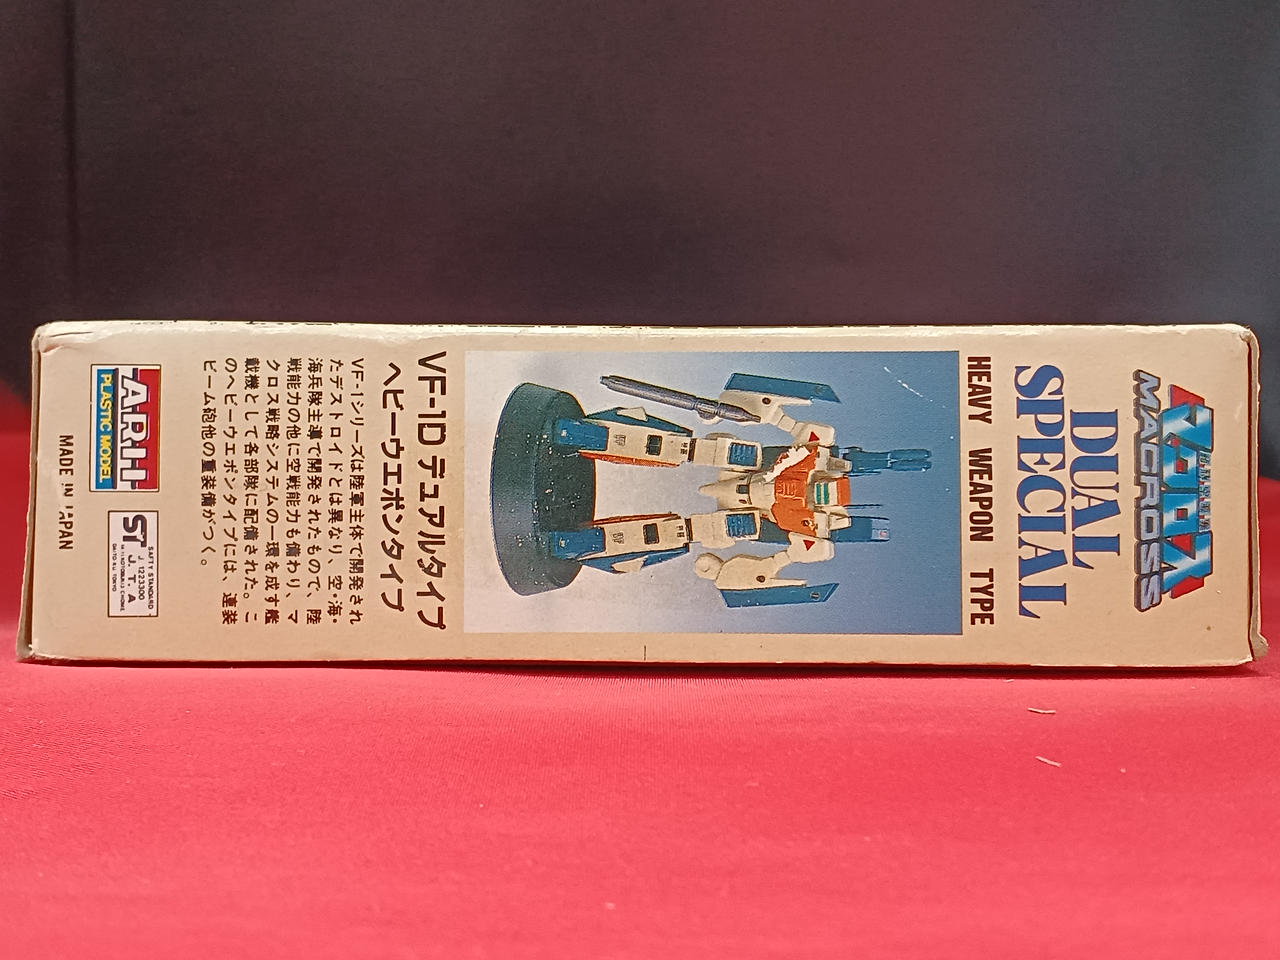 MACROSS
DUAL
SPECIAL
HEAVY WEAPON TYPE
VF-1D デュアルタイプ
ヘビーウエポンタイプ
VF-1シリーズは陸軍主体で開発され
たデストロイドとは異なり、空・海・
海兵隊主導で開発されたもので、陸
戦能力の他に空戦能力も備わり、マ
クロス戦略システムの一環を成す艦
載機として各部隊に配備された。こ
のヘビーウエポンタイプには、連装
ビーム砲他の重装備がつく。
ARII
PLASTIC MODEL
SAFTY STANDARD
ST J. 1223300
J. T. A
MADE IN JAPAN